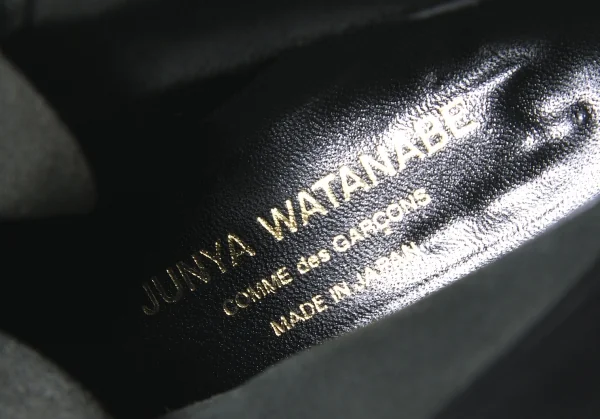 JUNYA WATANABE
COMME des GARÇONS
MADE IN JAPAN